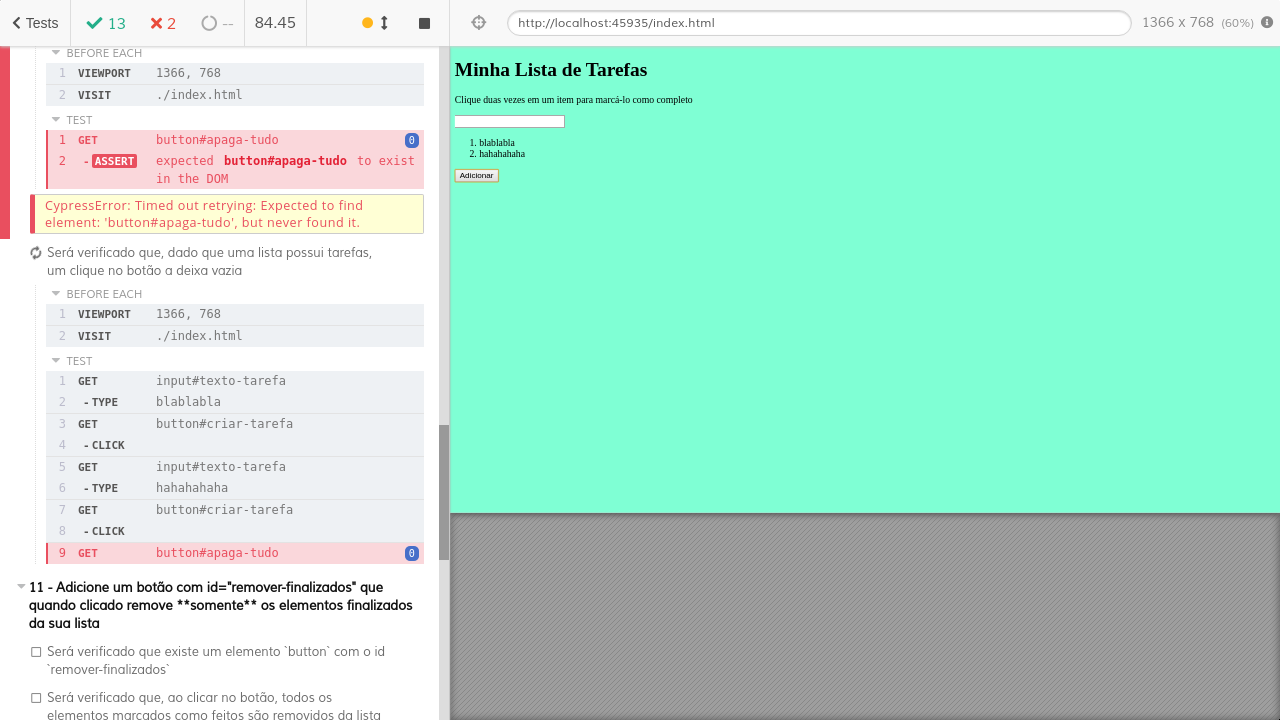 Tests
13
2
--
84.45
http://localhost:45935/index.html
1366 x 768 (60%)
BEFORE EACH
1 VIEWPORT 1366, 768
2 VISIT ./index.html
TEST
1 GET button#apaga-tudo 0
2 - ASSERT expected button#apaga-tudo to exist
in the DOM
CypressError: Timed out retrying: Expected to find
element: 'button#apaga-tudo', but never found it.
Será verificado que, dado que uma lista possui tarefas,
um clique no botão a deixa vazia
BEFORE EACH
1 VIEWPORT 1366, 768
2 VISIT ./index.html
TEST
1 GET input#texto-tarefa
2 - TYPE blablabla
3 GET button#criar-tarefa
4 - CLICK
5 GET input#texto-tarefa
6 - TYPE hahahahaha
7 GET button#criar-tarefa
8 - CLICK
9 GET button#apaga-tudo 0
11 - Adicione um botão com id="remover-finalizados" que
quando clicado remove **somente** os elementos finalizados
da sua lista
Será verificado que existe um elemento `button` com o id
`remover-finalizados`
Será verificado que, ao clicar no botão, todos os
elementos marcados como feitos são removidos da lista
Minha Lista de Tarefas
Clique duas vezes em um item para marcá-lo como completo
1. blablabla
2. hahahahaha
Adicionar